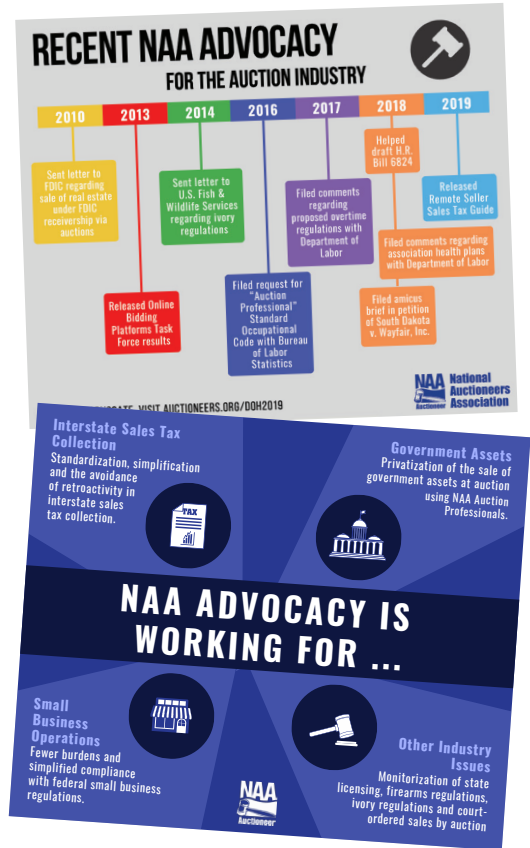 RECENT NAA ADVOCACY
FOR THE AUCTION INDUSTRY
2010 2013 2014 2016 2017 2018 2019
Sent letter to
FDIC regarding
sale of real estate
under FDIC
receivership via
auctions
Released Online
Bidding
Platforms Task
Force results
Sent letter to
U.S. Fish &
Wildlife Services
regarding ivory
regulations
Filed request for
"Auction
Professional"
Standard
Occupational
Code with Bureau
of Labor
Statistics
Filed comments
regarding
proposed overtime
regulations with
Department of
Labor
Helped
draft H.R.
Bill 6824
Filed comments regarding
association health plans
with Department of Labor
Filed amicus
brief in petition
of South Dakota
v. Wayfair, Inc.
Released
Remote Seller
Sales Tax Guide
VISIT AUCTIONEERS.ORG/DOH2019
NAA
Auctioneer
National
Auctioneers
Association
Interstate Sales Tax
Collection
Standardization, simplification
and the avoidance
of retroactivity in
interstate sales
tax collection.
TAX
Government Assets
Privatization of the sale of
government assets at auction
using NAA Auction
Professionals.
NAA ADVOCACY IS
WORKING FOR ...
Small
Business
Operations
Fewer burdens and
simplified compliance
with federal small business
regulations.
NAA
Auctioneer
Other Industry
Issues
Monitorization of state
licensing, firearms regulations,
ivory regulations and court-
ordered sales by auction